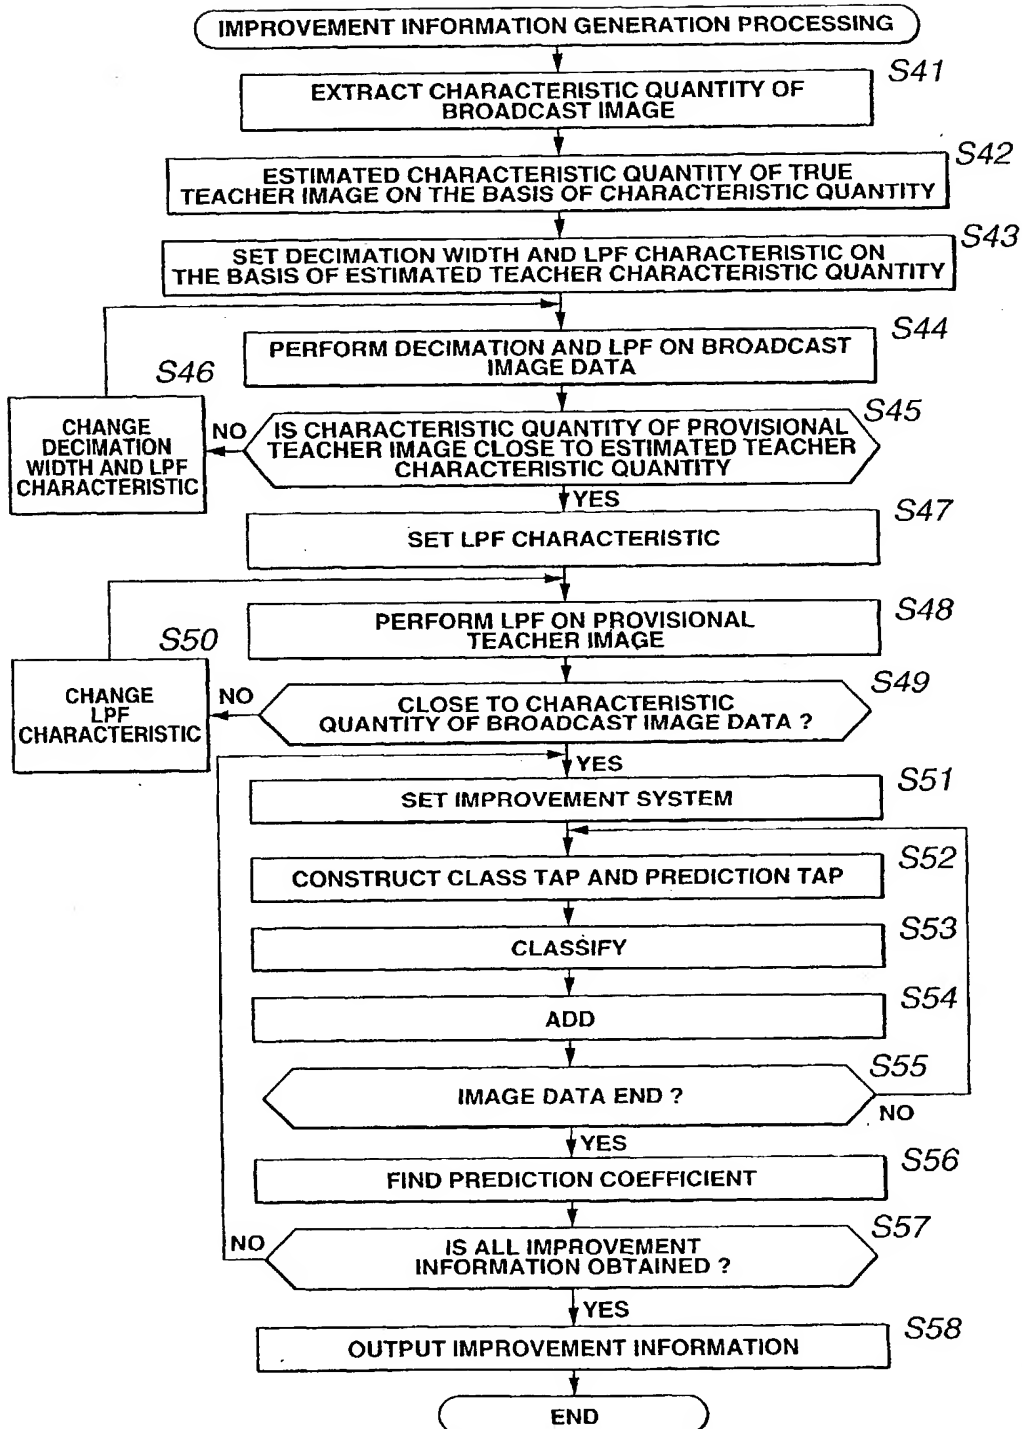 IMPROVEMENT INFORMATION GENERATION PROCESSING
S41
EXTRACT CHARACTERISTIC QUANTITY OF
BROADCAST IMAGE
S42
ESTIMATED CHARACTERISTIC QUANTITY OF TRUE
TEACHER IMAGE ON THE BASIS OF CHARACTERISTIC QUANTITY
S43
SET DECIMATION WIDTH AND LPF CHARACTERISTIC ON
THE BASIS OF ESTIMATED TEACHER CHARACTERISTIC QUANTITY
S44
PERFORM DECIMATION AND LPF ON BROADCAST
IMAGE DATA
S46
CHANGE
DECIMATION
WIDTH AND LPF
CHARACTERISTIC
NO
S45
IS CHARACTERISTIC QUANTITY OF PROVISIONAL
TEACHER IMAGE CLOSE TO ESTIMATED TEACHER
CHARACTERISTIC QUANTITY
YES
S47
SET LPF CHARACTERISTIC
S48
PERFORM LPF ON PROVISIONAL
TEACHER IMAGE
S50
CHANGE
LPF
CHARACTERISTIC
NO
S49
CLOSE TO CHARACTERISTIC
QUANTITY OF BROADCAST IMAGE DATA ?
YES
S51
SET IMPROVEMENT SYSTEM
S52
CONSTRUCT CLASS TAP AND PREDICTION TAP
S53
CLASSIFY
S54
ADD
S55
IMAGE DATA END ?
NO
YES
S56
FIND PREDICTION COEFFICIENT
S57
NO
IS ALL IMPROVEMENT
INFORMATION OBTAINED ?
YES
S58
OUTPUT IMPROVEMENT INFORMATION
END